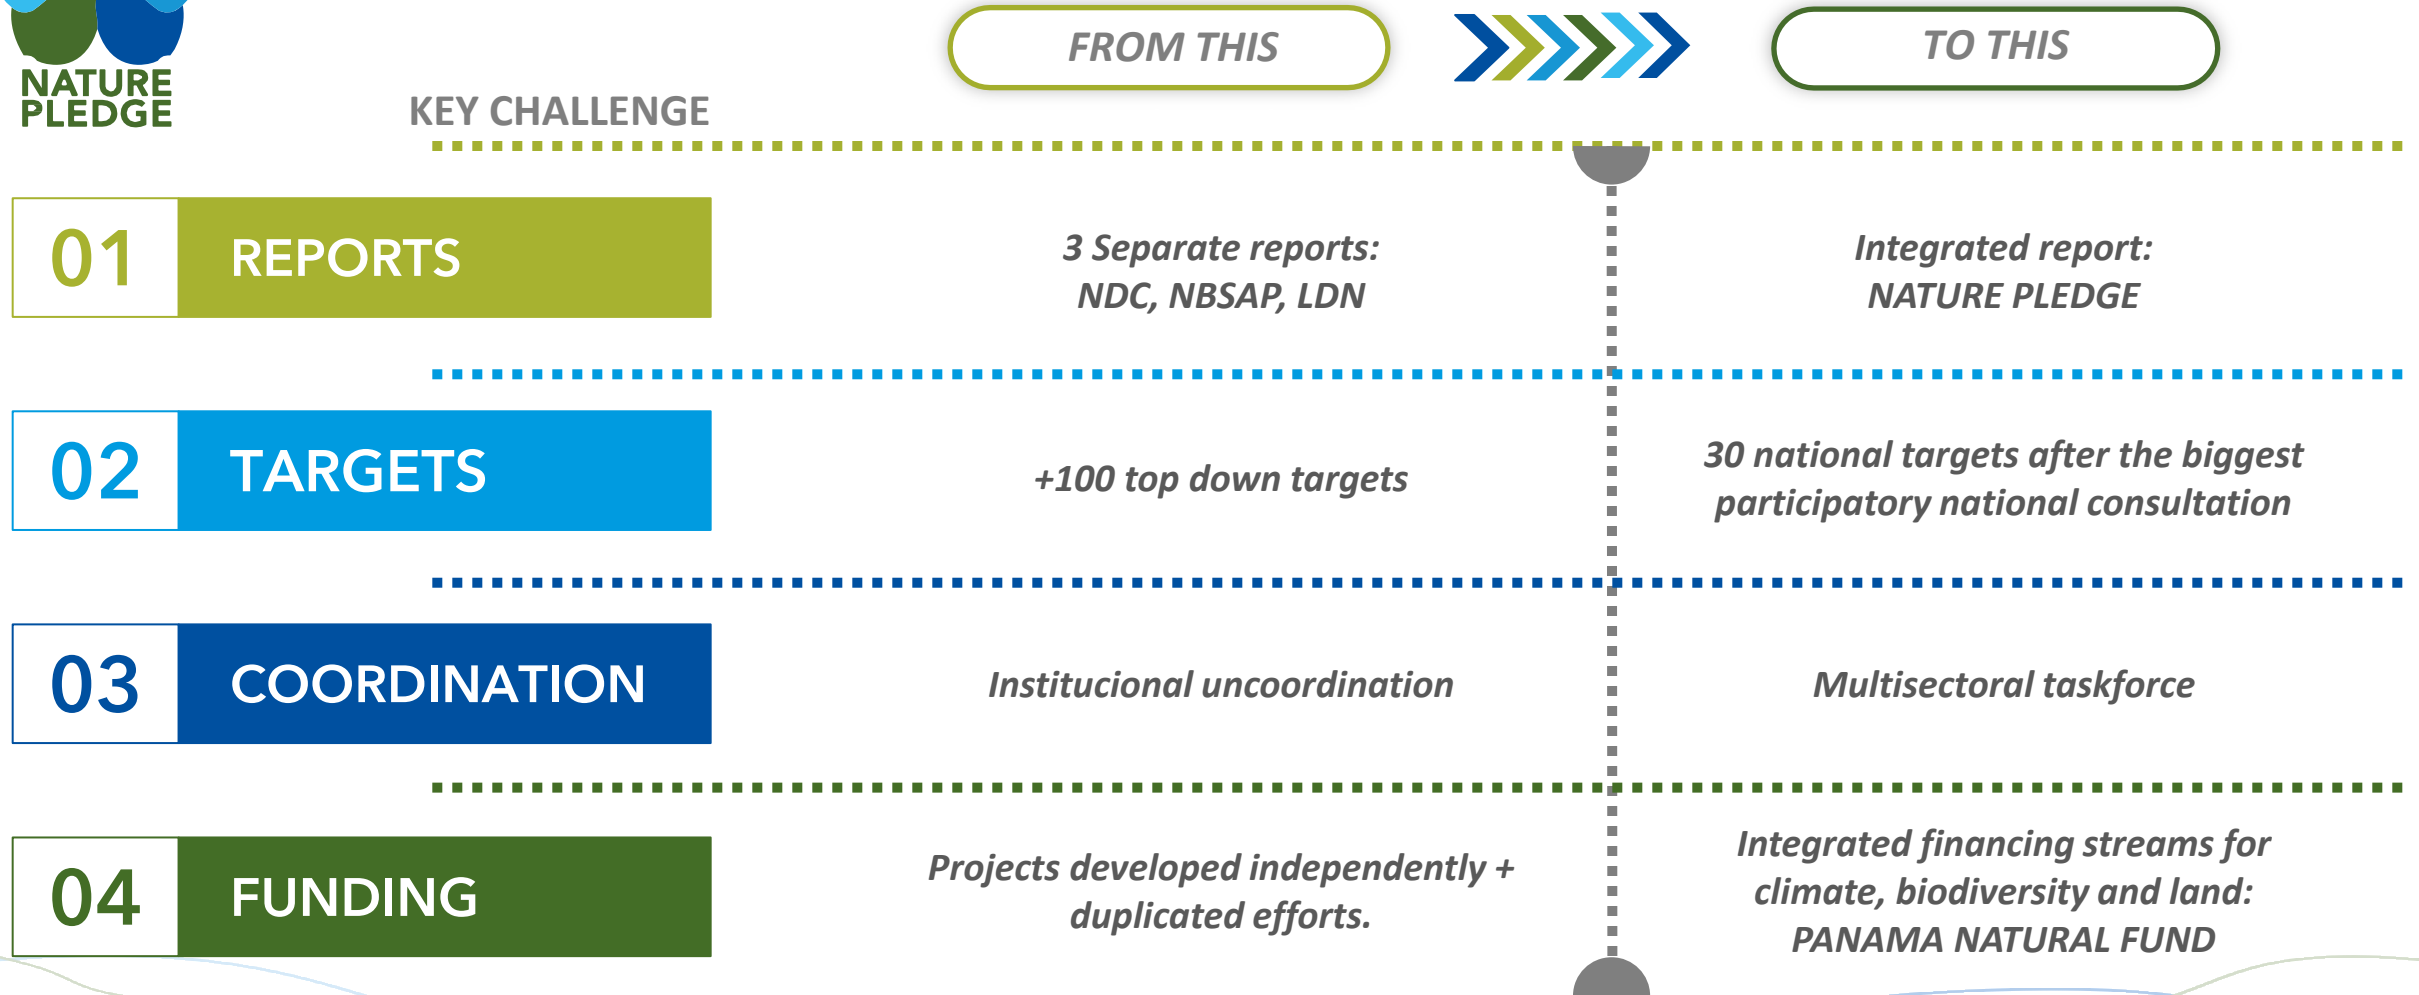 NATURE
PLEDGE
KEY CHALLENGE
FROM THIS
TO THIS
01
REPORTS
3 Separate reports:
NDC, NBSAP, LDN
Integrated report:
NATURE PLEDGE
02
TARGETS
+100 top down targets
30 national targets after the biggest
participatory national consultation
03
COORDINATION
Institucional uncoordination
Multisectoral taskforce
04
FUNDING
Projects developed independently +
duplicated efforts.
Integrated financing streams for
climate, biodiversity and land:
PANAMA NATURAL FUND